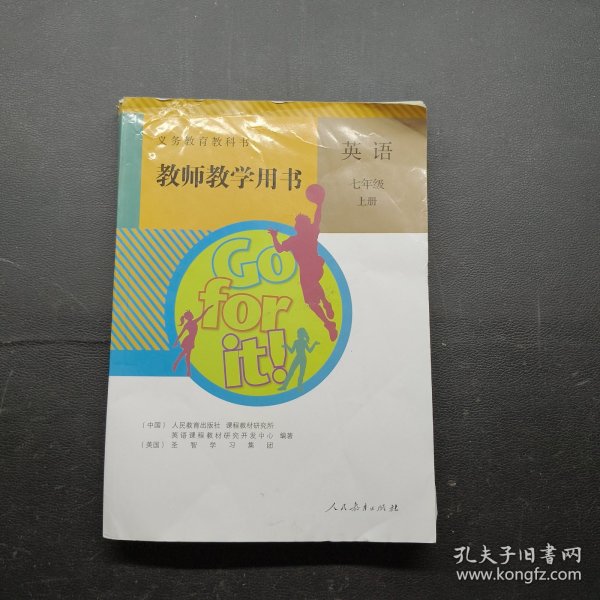 义务教育教科书
教师教学用书
英语
七年级
上册
Go
for
it!
（中国） 人民教育出版社 课程教材研究所
英语课程教材研究开发中心 编著
（美国） 圣智学习集团
人民教育出版社
孔夫子旧书网
www.kongfz.com